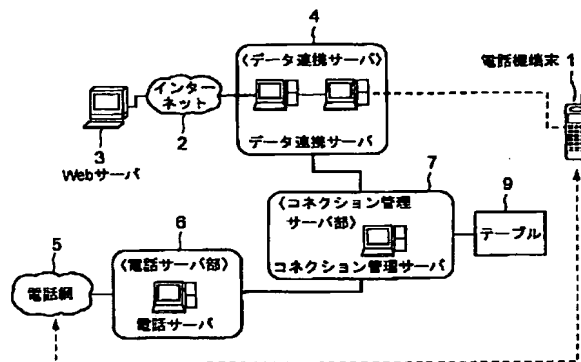 4
〈データ連携サーバ〉
データ連携サーバ
電話機端末 1
インターネット
2
3
Webサーバ
7
〈コネクション管理
サーバ部〉
コネクション管理サーバ
9
テーブル
6
〈電話サーバ部〉
電話サーバ
5
電話網